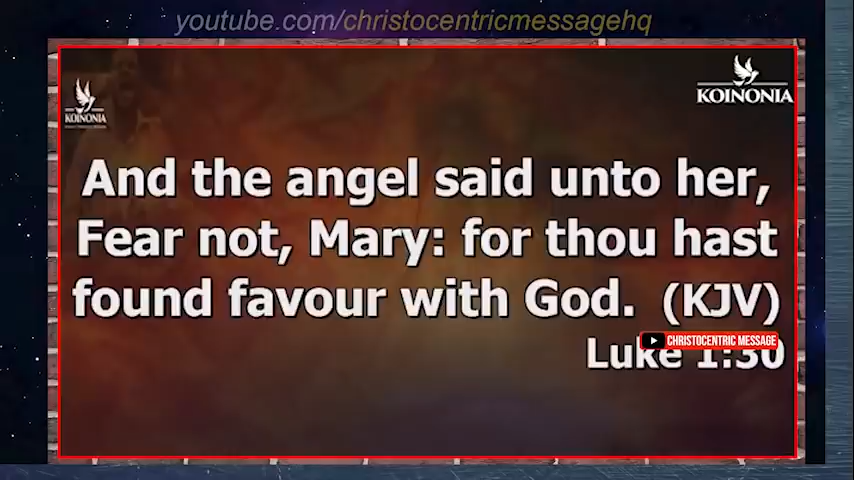 youtube.com/christocentricmessagehq
KOINONIA
KOINONIA
And the angel said unto her,
Fear not, Mary: for thou hast
found favour with God. (KJV)
CHRISTOCENTRIC MESSAGE
Luke 1:30